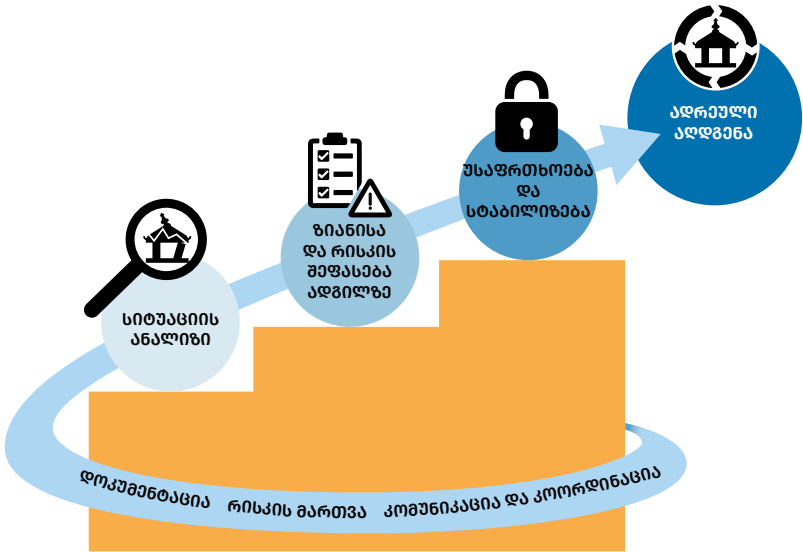 ადრეული
აღდგენა
უსაფრთხოება
და
სტაბილიზება
ზიანისა
და რისკის
შეფასება
ადგილზე
სიტუაციის
ანალიზი
დოკუმენტაცია რისკის მართვა კომუნიკაცია და კოორდინაცია